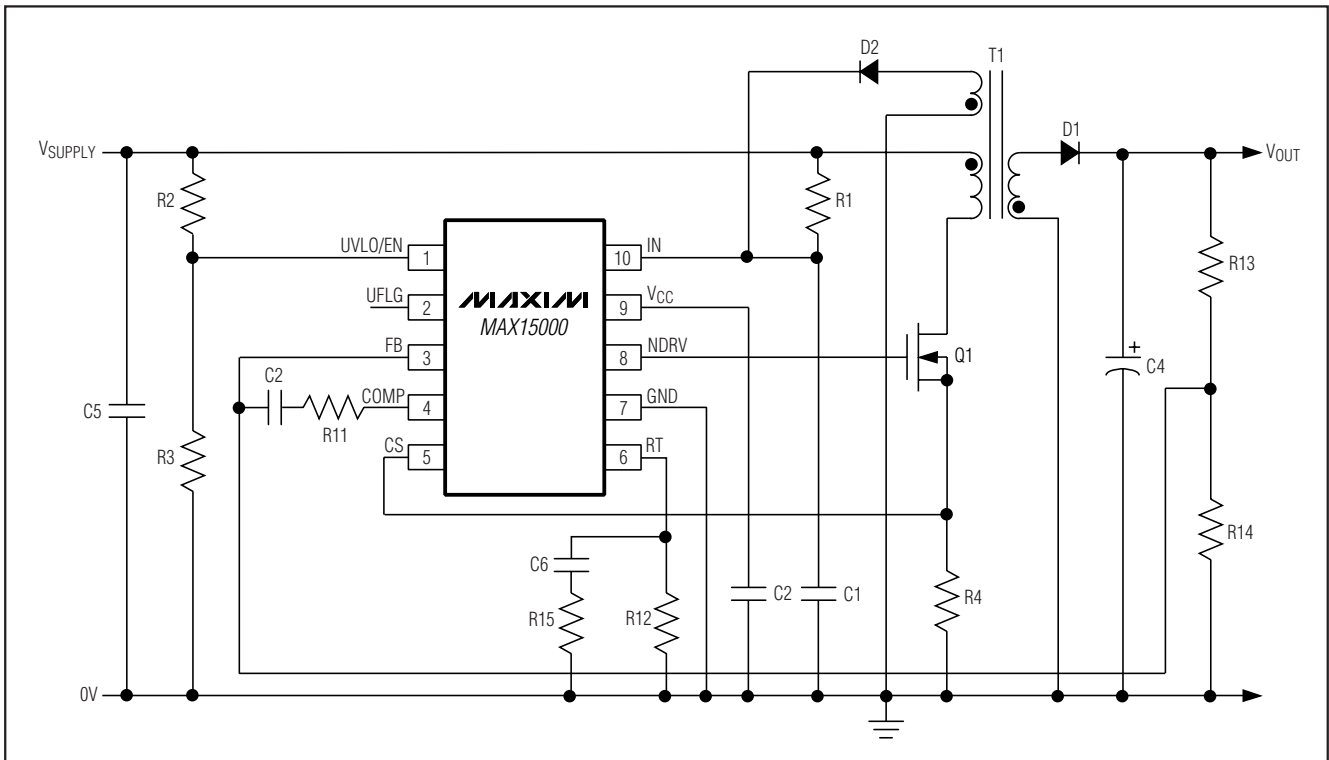 D2
T1
D1
VSUPPLY
VOUT
R2
R1
UVLO/EN
1
10
IN
R13
UFLG
2
MAXIM
MAX15000
9
VCC
FB
3
8
NDRV
Q1
+
C4
C2
R11
COMP
4
7
GND
C5
R3
CS
5
6
RT
R14
C6
R15
R12
C2
C1
R4
0V